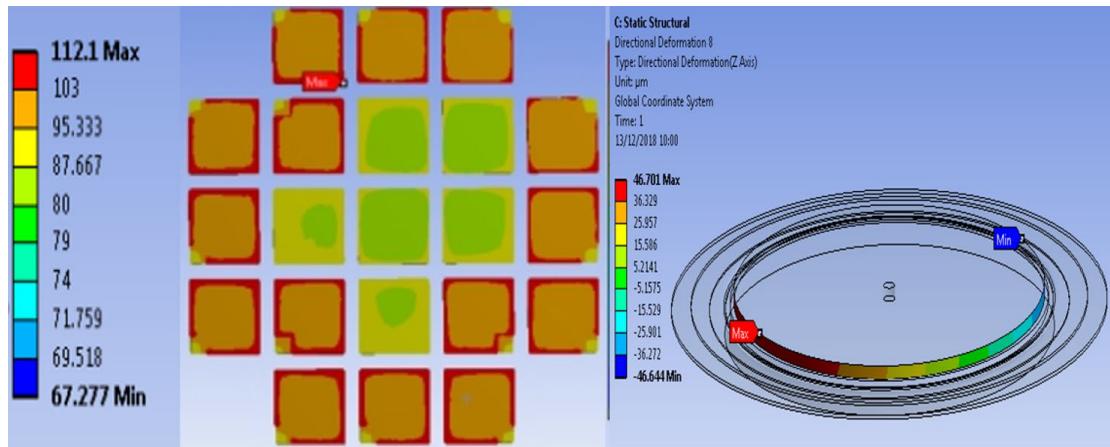 112.1 Max
103
95.333
87.667
80
79
74
71.759
69.518
67.277 Min
Max
C: Static Structural
Directional Deformation 8
Type: Directional Deformation(Z Axis)
Unit: µm
Global Coordinate System
Time: 1
13/12/2018 10:00
46.701 Max
36.329
25.957
15.586
5.2141
-5.1575
-15.529
-25.901
-36.272
-46.644 Min
Min
Max